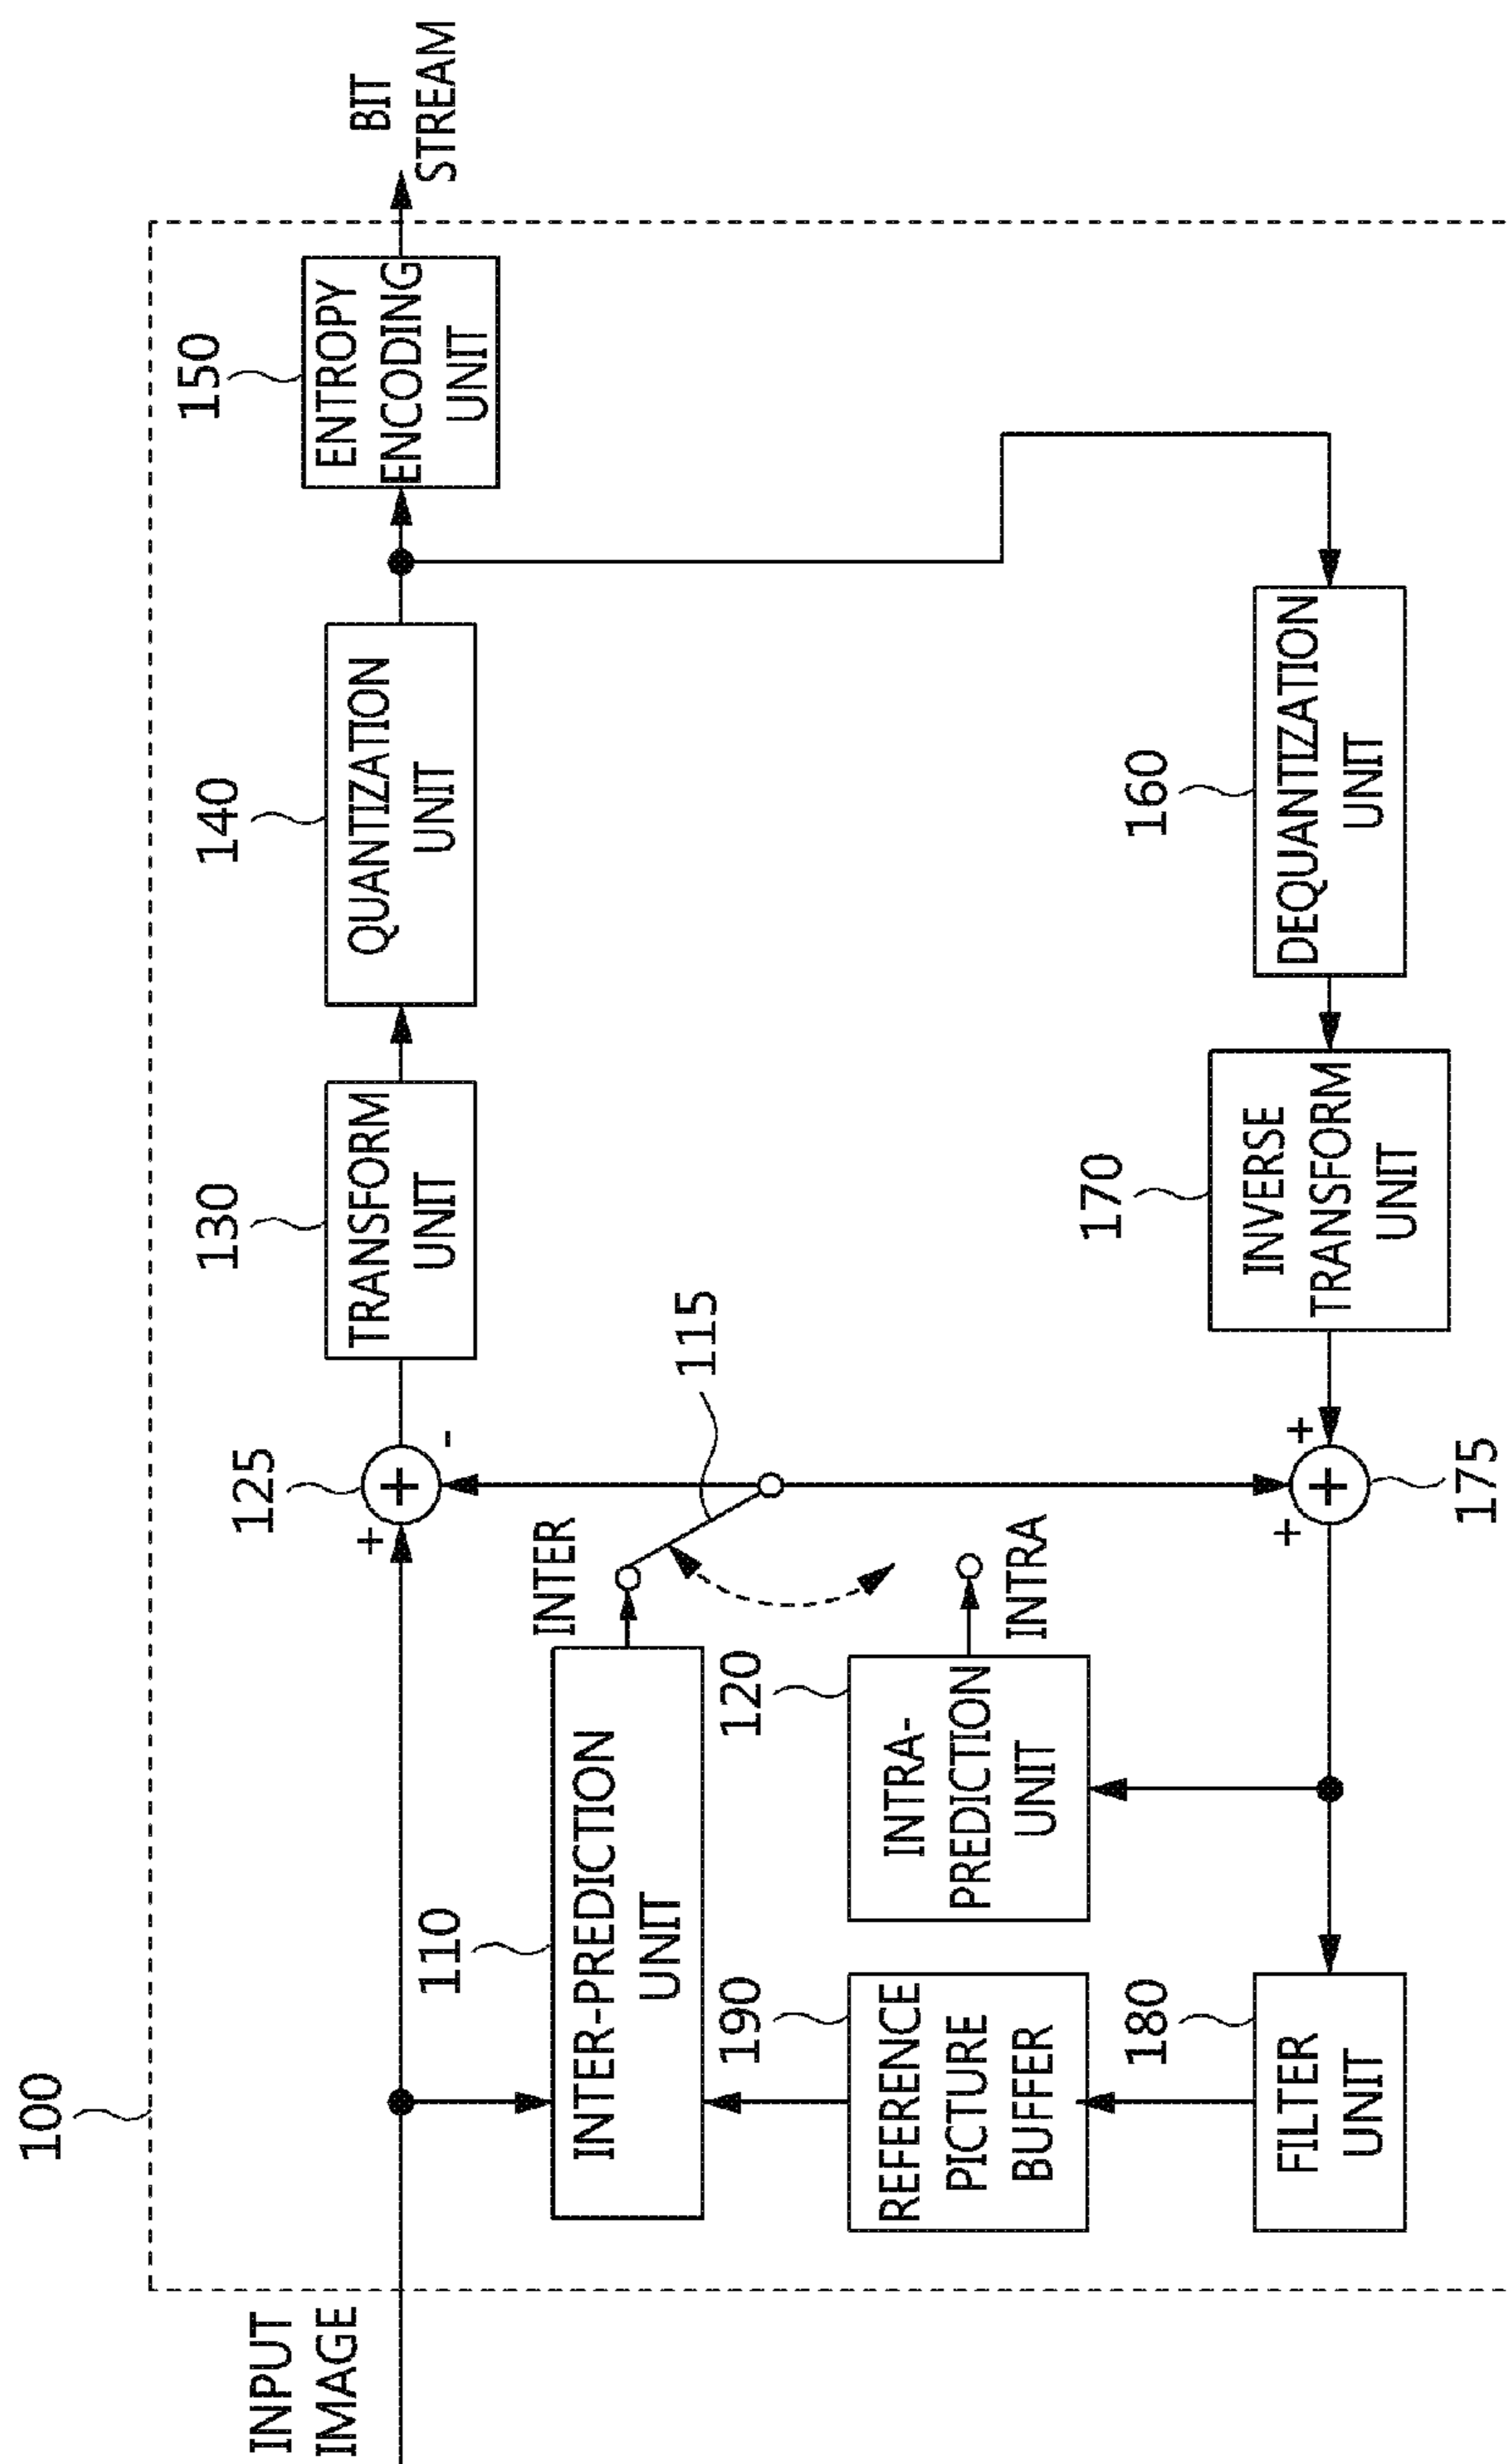 100
INPUT
IMAGE
110
INTER-PREDICTION
UNIT
INTER
115
120
INTRA-
PREDICTION
UNIT
INTRA
190
REFERENCE
PICTURE
BUFFER
180
FILTER
UNIT
125
+
+
-
130
TRANSFORM
UNIT
140
QUANTIZATION
UNIT
150
ENTROPY
ENCODING
UNIT
BIT
STREAM
160
DEQUANTIZATION
UNIT
170
INVERSE
TRANSFORM
UNIT
+
+
+
175